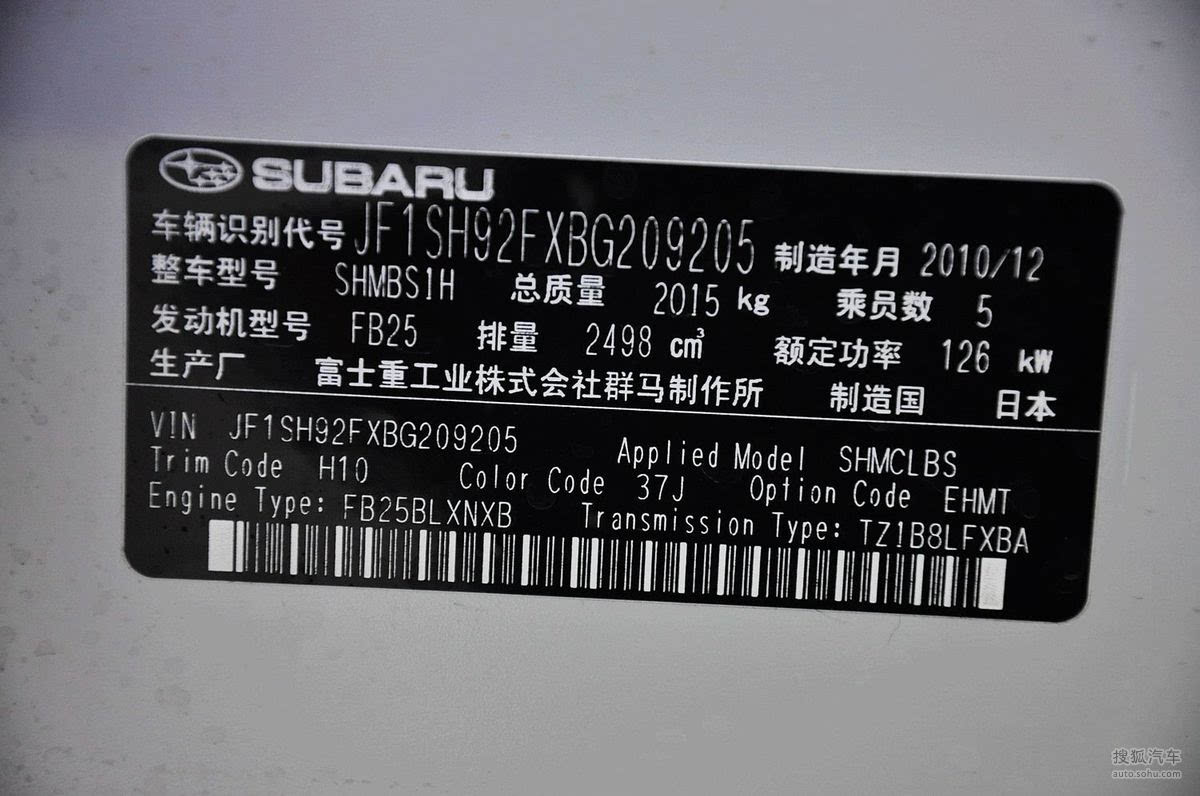 SUBARU
车辆识别代号 JF1SH92FXBG209205 制造年月 2010/12
整车型号 SHMBS1H 总质量 2015 kg 乘员数 5
发动机型号 FB25 排量 2498 cm³ 额定功率 126 kW
生产厂 富士重工业株式会社群马制作所 制造国 日本
VIN JF1SH92FXBG209205 Applied Model SHMCLBS
Trim Code H10 Color Code 37J Option Code EHMT
Engine Type: FB25BLXNXB Transmission Type: TZ1B8LFXBA
搜狐汽车
auto.sohu.com